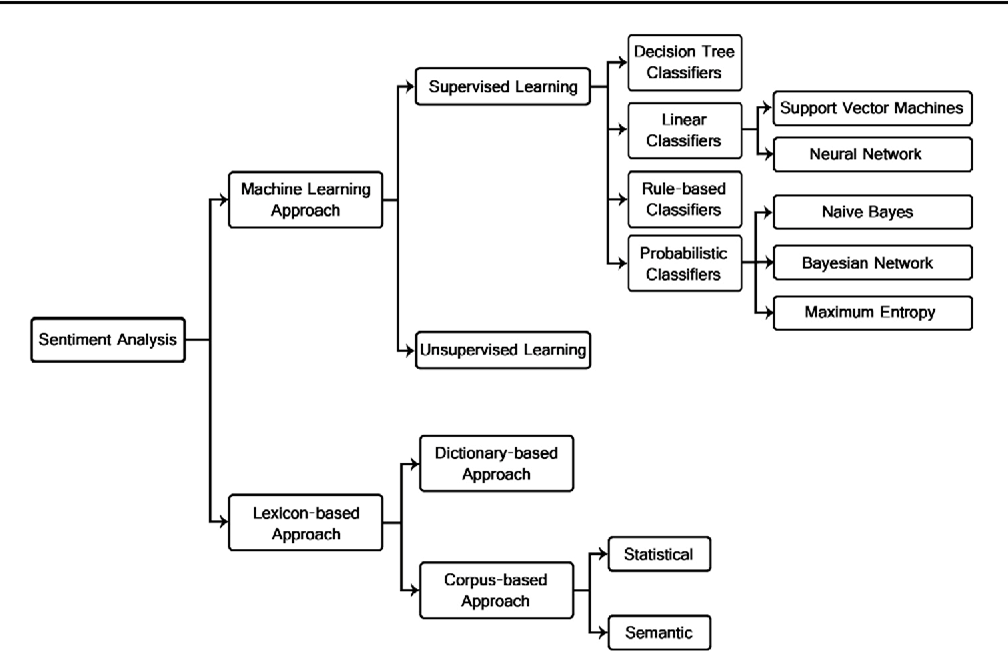 Decision Tree
Classifiers
Supervised Learning
Linear
Classifiers
Support Vector Machines
Neural Network
Machine Learning
Approach
Rule-based
Classifiers
Naive Bayes
Probabilistic
Classifiers
Bayesian Network
Maximum Entropy
Sentiment Analysis
Unsupervised Learning
Dictionary-based
Approach
Lexicon-based
Approach
Corpus-based
Approach
Statistical
Semantic